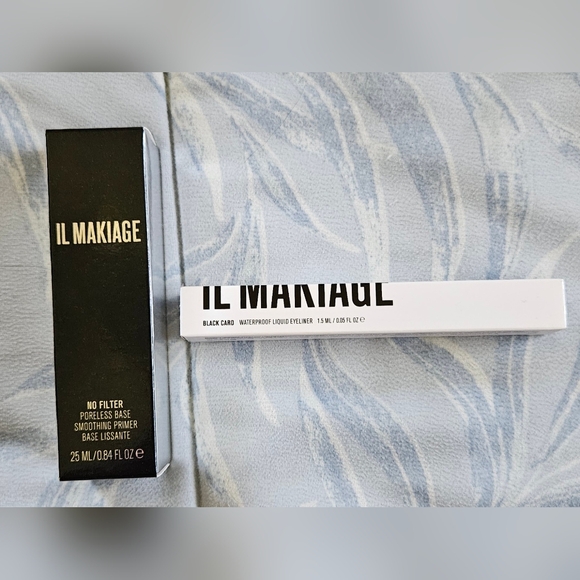 IL MAKIAGE
NO FILTER
PORELESS BASE
SMOOTHING PRIMER
BASE LISSANTE
25 ML/0.84 FL OZ ℮
IL MAKIAGE
BLACK CARD WATERPROOF LIQUID EYELINER 1.5 ML / 0.05 FL OZ ℮